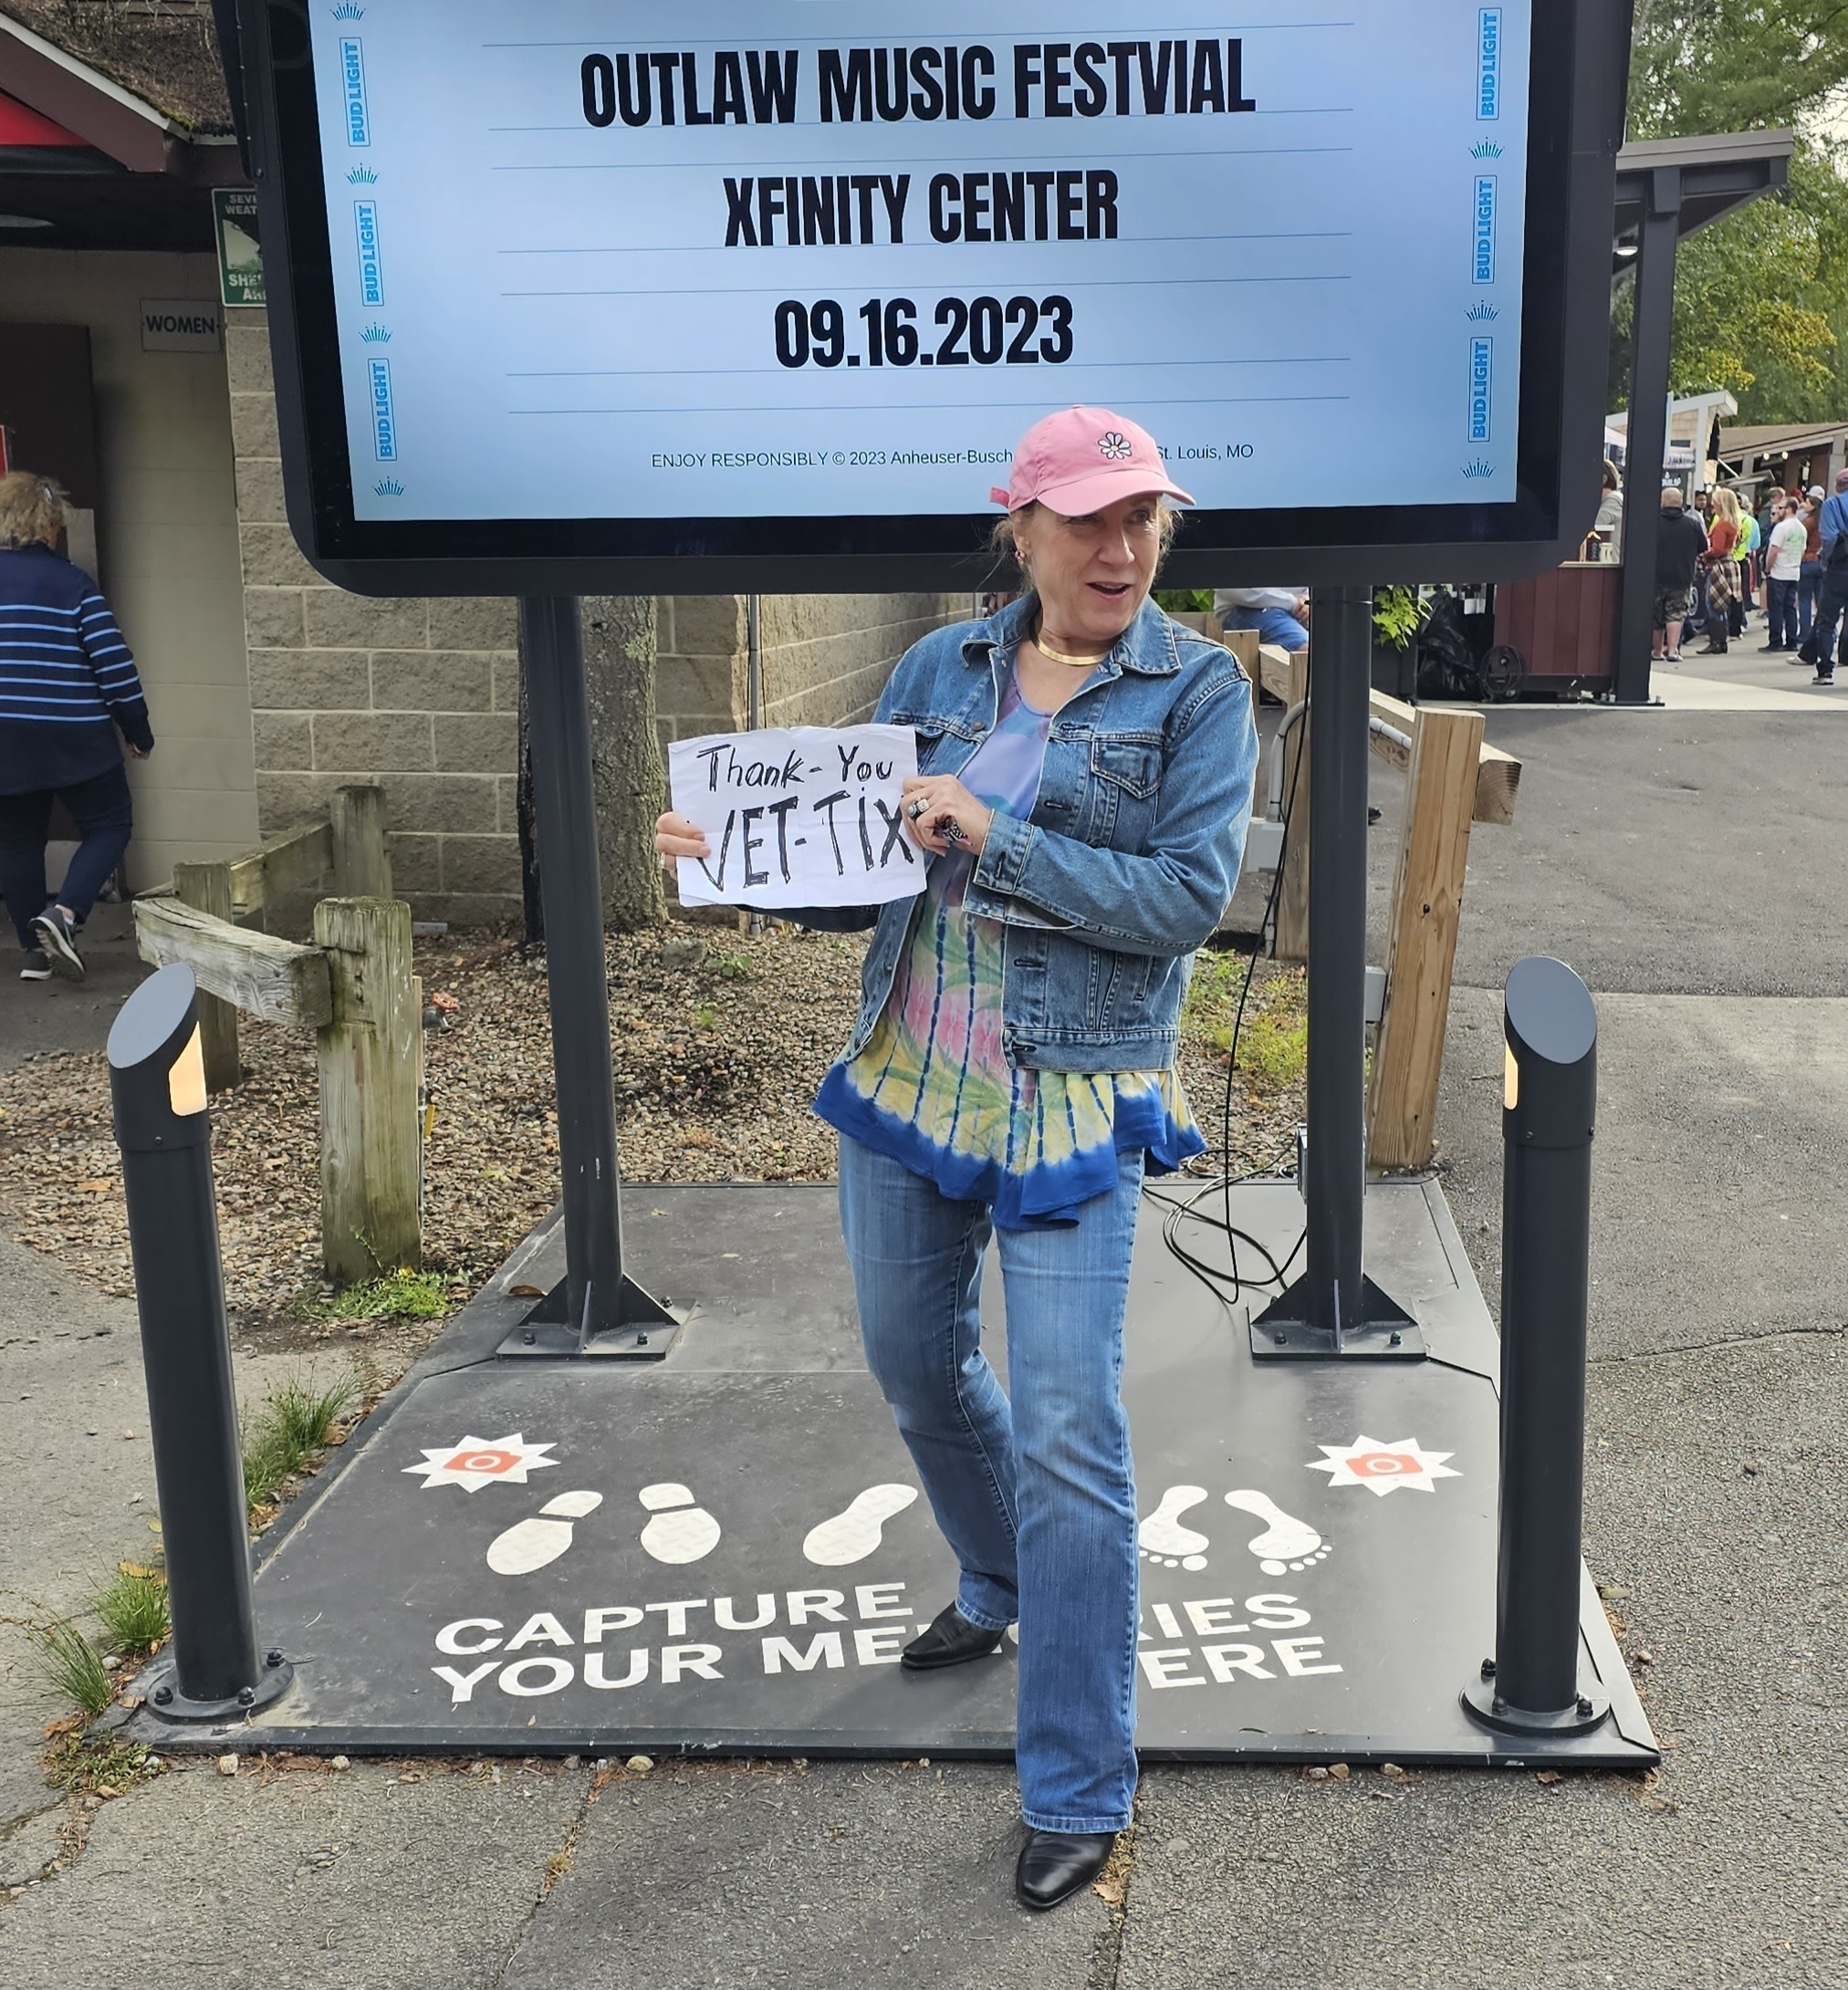 OUTLAW MUSIC FESTVIAL
XFINITY CENTER
09.16.2023
ENJOY RESPONSIBLY © 2023 Anheuser-Busch St. Louis, MO
BUD LIGHT
BUD LIGHT
BUD LIGHT
BUD LIGHT
BUD LIGHT
BUD LIGHT
WOMEN
Thank-You
VET-TiX
CAPTURE
YOUR